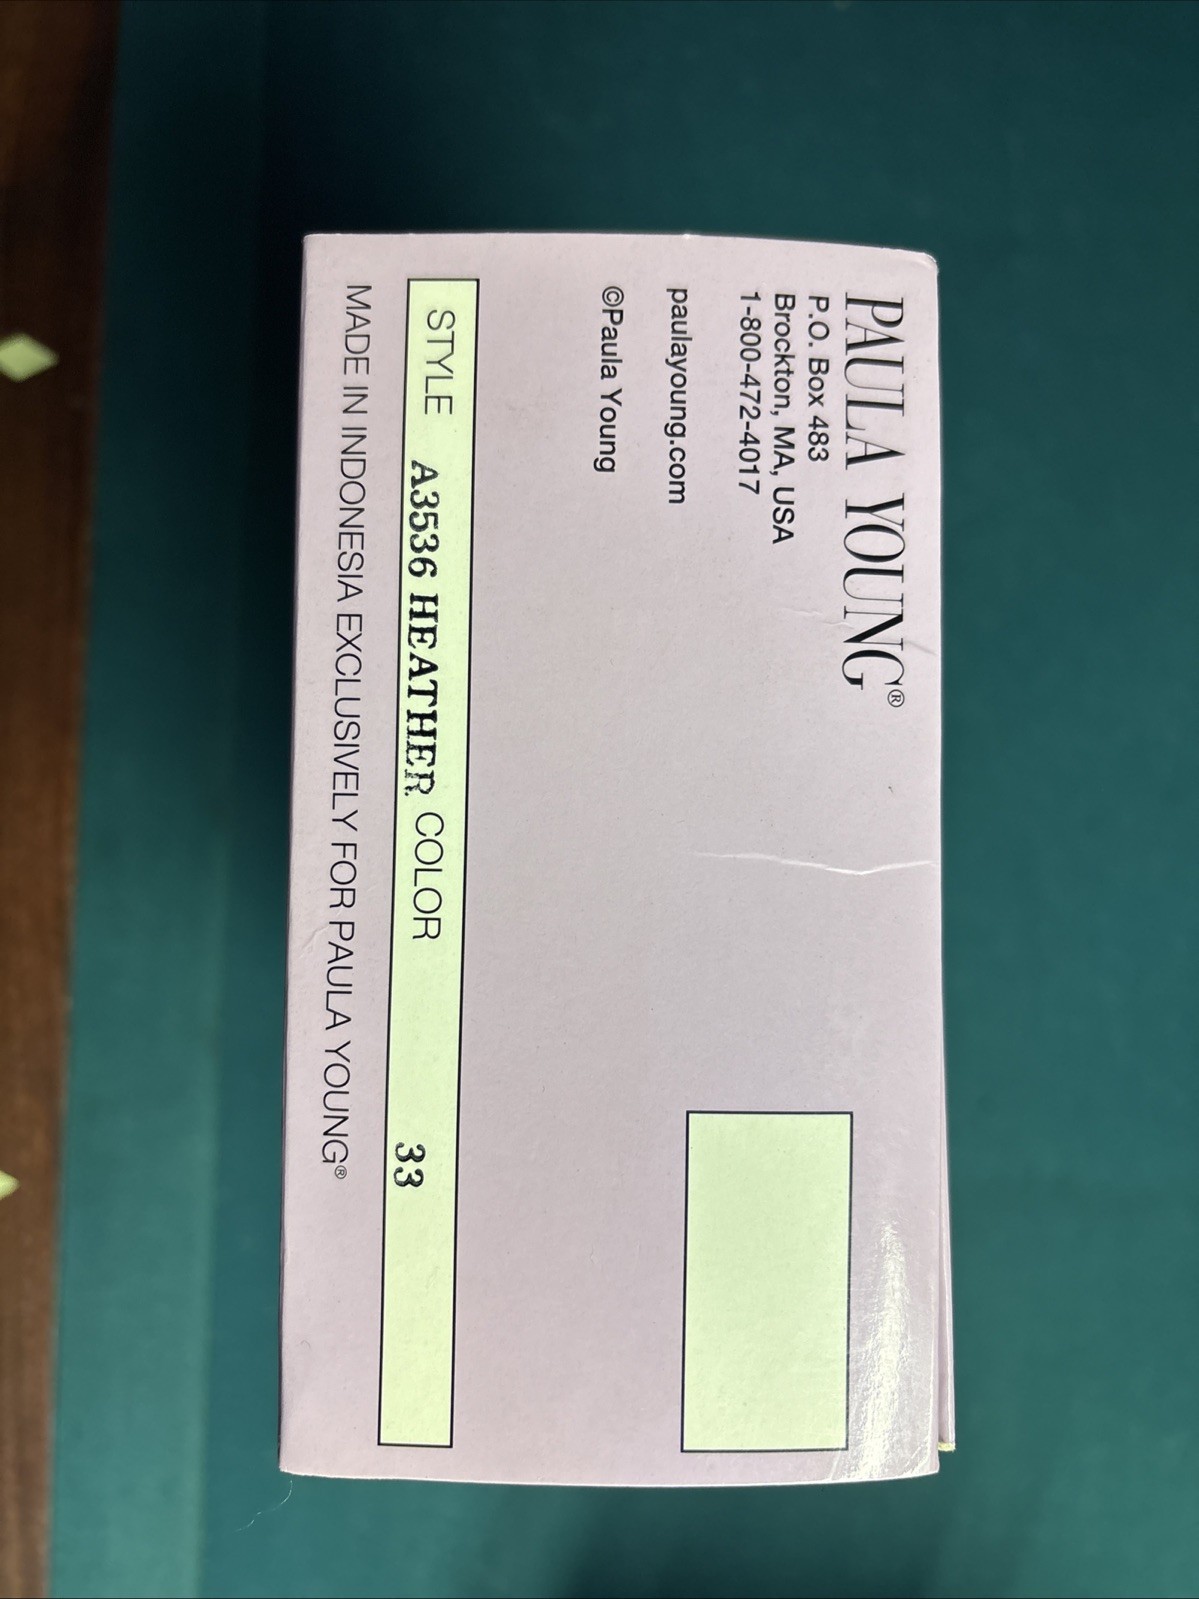 PAULA YOUNG®
P.O. Box 483
Brockton, MA, USA
1-800-472-4017
paulayoung.com
©Paula Young
STYLE A3536 HEATHER COLOR 33
MADE IN INDONESIA EXCLUSIVELY FOR PAULA YOUNG®